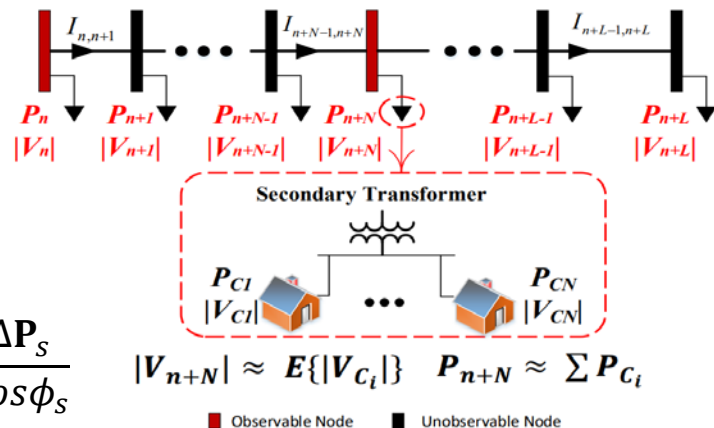 I_{n,n+1} I_{n+N-1,n+N} I_{n+L-1,n+L}
P_n P_{n+1} P_{n+N-1} P_{n+N} P_{n+L-1} P_{n+L}
|V_n| |V_{n+1}| |V_{n+N-1}| |V_{n+N}| |V_{n+L-1}| |V_{n+L}|
Secondary Transformer
P_{C1} P_{CN}
|V_{C1}| |V_{CN}|
ΔP_s
osϕ_s
|V_{n+N}| ≈ E{|V_{C_i}|} P_{n+N} ≈ ∑ P_{C_i}
Observable Node Unobservable Node